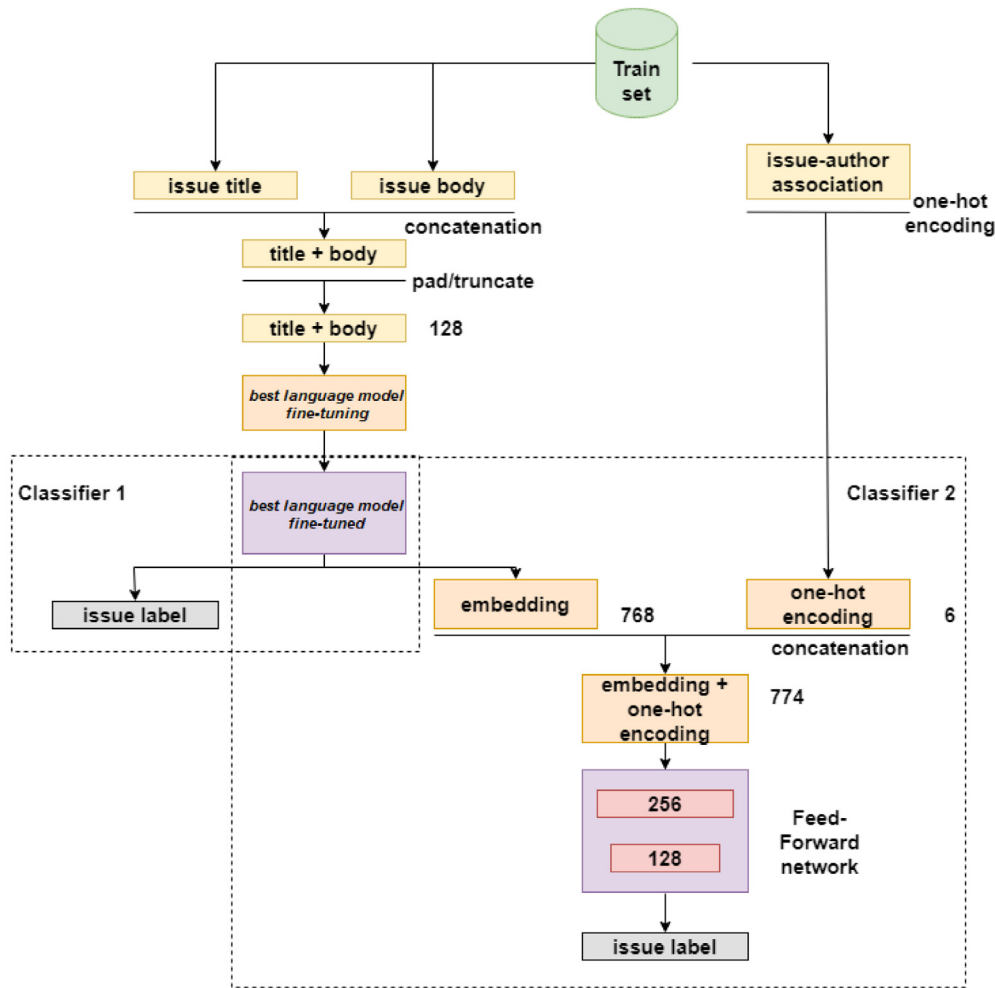 Train
set
issue title
issue body
issue-author
association
one-hot
encoding
concatenation
title + body
pad/truncate
title + body
128
best language model
fine-tuning
Classifier 1
best language model
fine-tuned
Classifier 2
issue label
embedding
768
one-hot
encoding
6
concatenation
embedding +
one-hot
encoding
774
256
128
Feed-
Forward
network
issue label